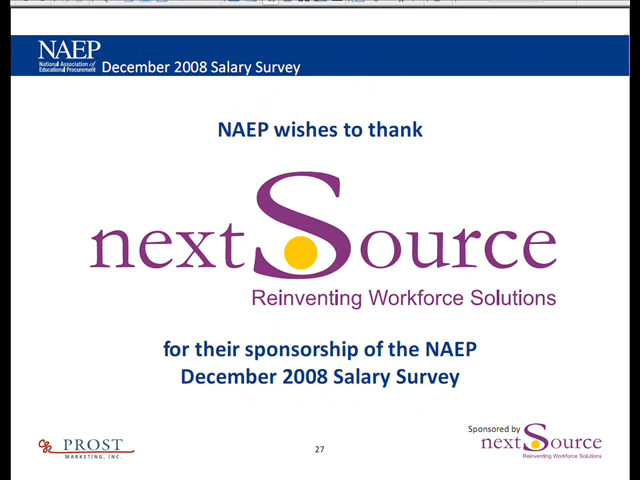 NAEP
National Association of
Educational Procurement
December 2008 Salary Survey
NAEP wishes to thank
nextSource
Reinventing Workforce Solutions
for their sponsorship of the NAEP
December 2008 Salary Survey
PROST
MARKETING, INC.
27
Sponsored by
nextSource
Reinventing Workforce Solutions